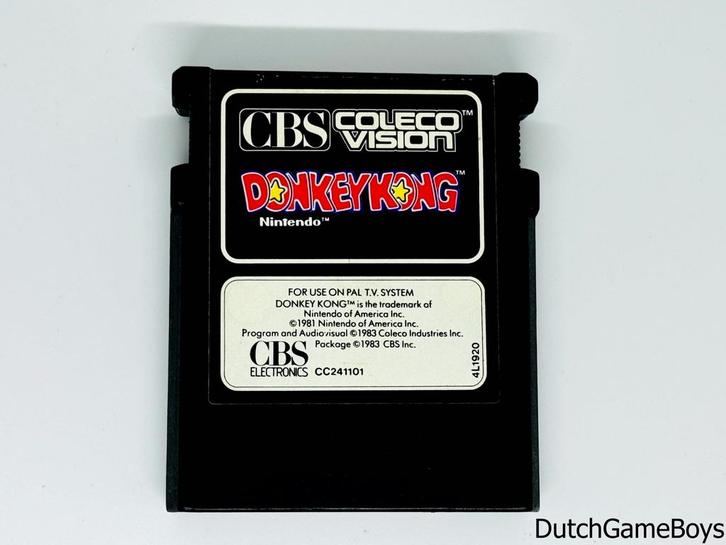 CBS COLECO VISION™
DONKEY KONG™
Nintendo™
FOR USE ON PAL T.V. SYSTEM
DONKEY KONG™ is the trademark of
Nintendo of America Inc.
©1981 Nintendo of America Inc.
Program and Audiovisual ©1983 Coleco Industries Inc.
Package ©1983 CBS Inc.
CBS
ELECTRONICS CC241101
4L1920
DutchGameBoys